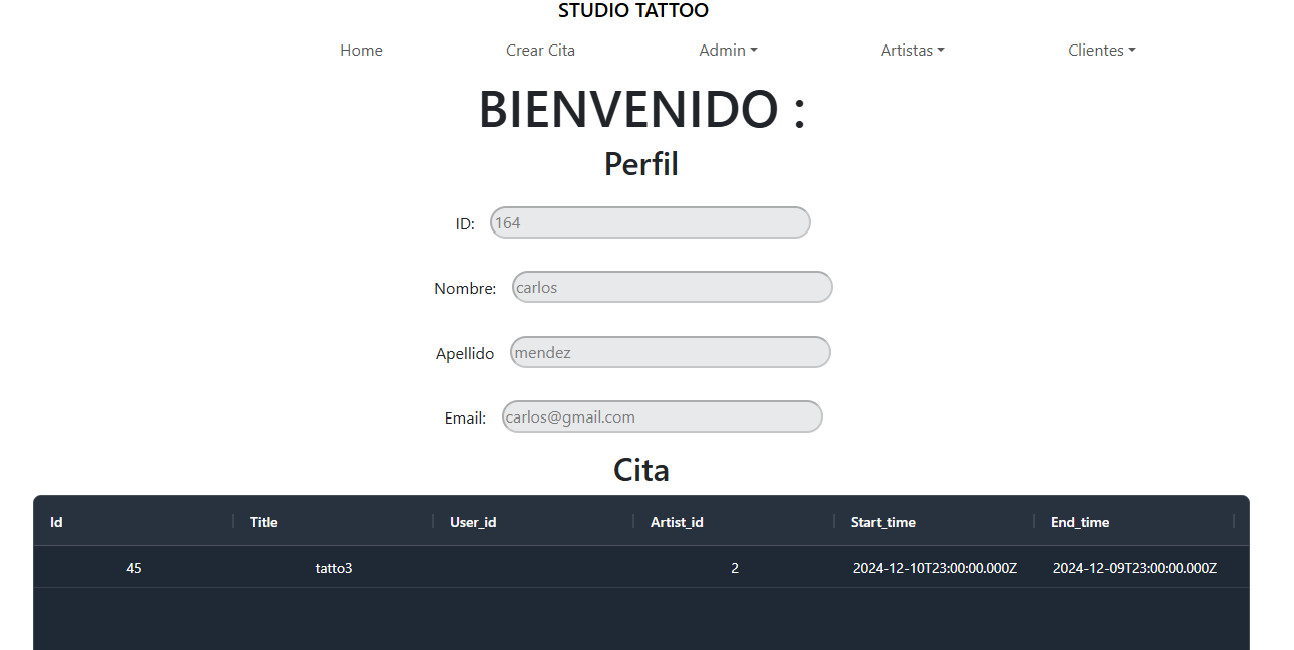 STUDIO TATTOO
Home Crear Cita Admin Artistas Clientes
BIENVENIDO :
Perfil
ID: 164
Nombre: carlos
Apellido mendez
Email: carlos@gmail.com
Cita
Id Title User_id Artist_id Start_time End_time
45 tatto3 2 2024-12-10T23:00:00.000Z 2024-12-09T23:00:00.000Z